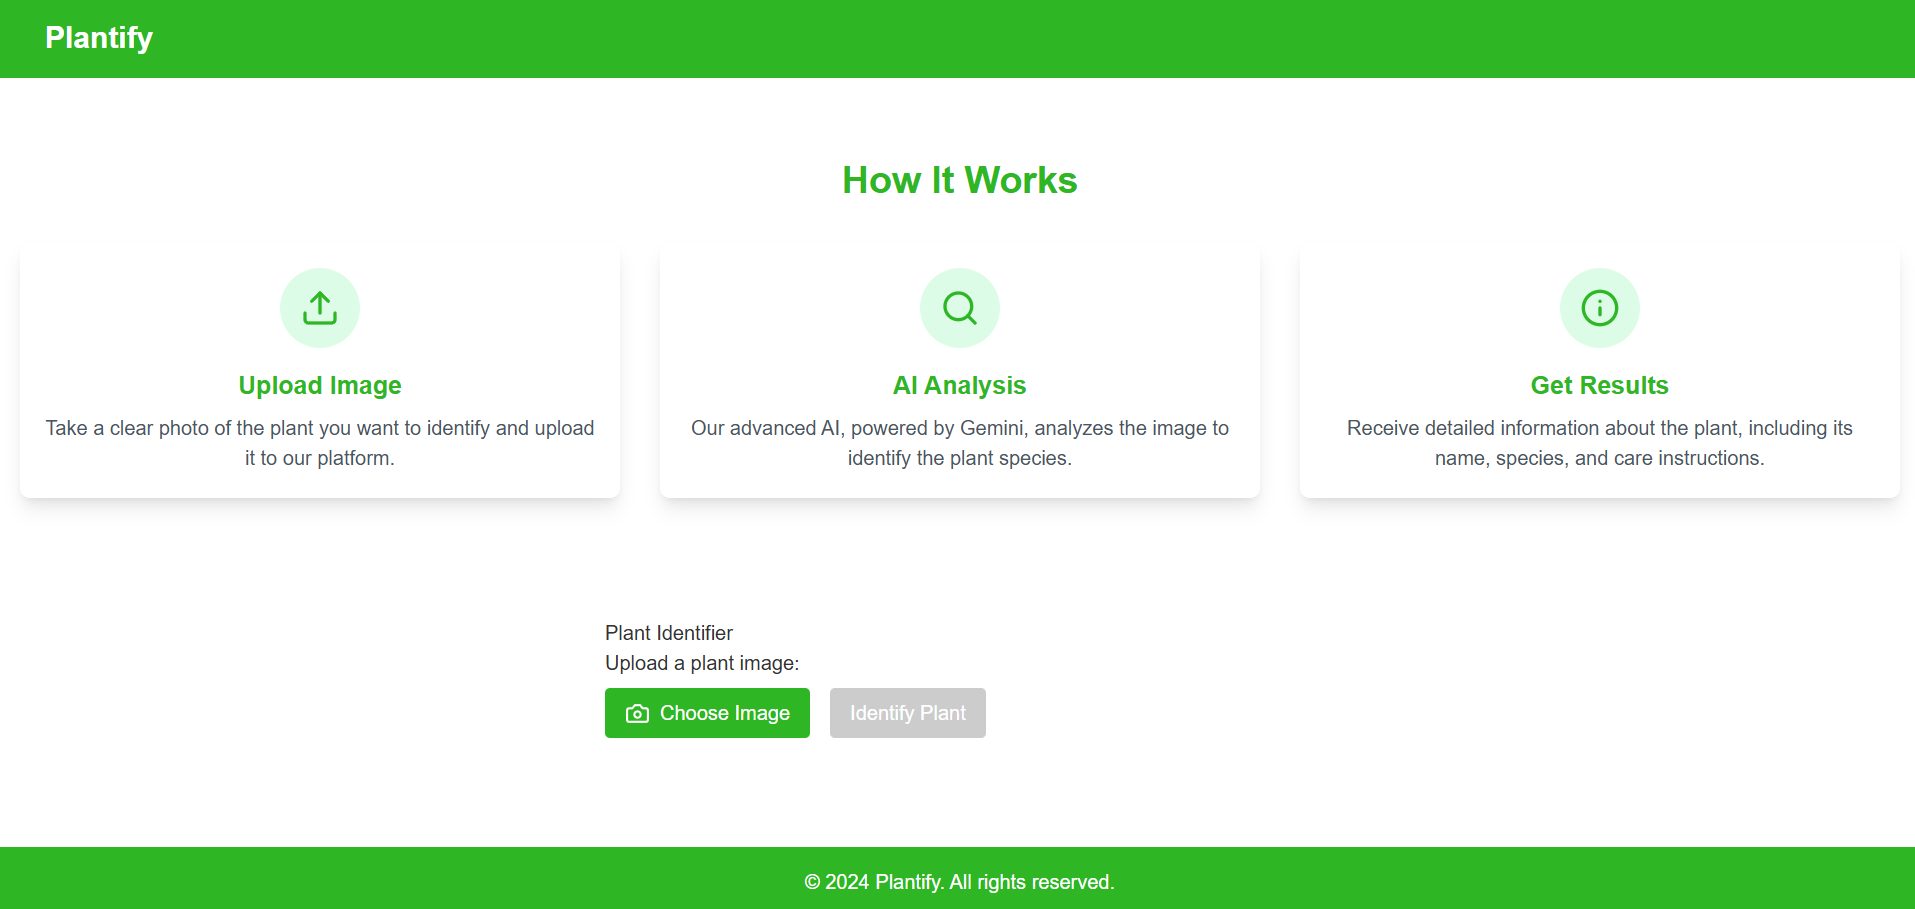 Plantify
How It Works
Upload Image
Take a clear photo of the plant you want to identify and upload
it to our platform.
AI Analysis
Our advanced AI, powered by Gemini, analyzes the image to
identify the plant species.
Get Results
Receive detailed information about the plant, including its
name, species, and care instructions.
Plant Identifier
Upload a plant image:
Choose Image
Identify Plant
© 2024 Plantify. All rights reserved.